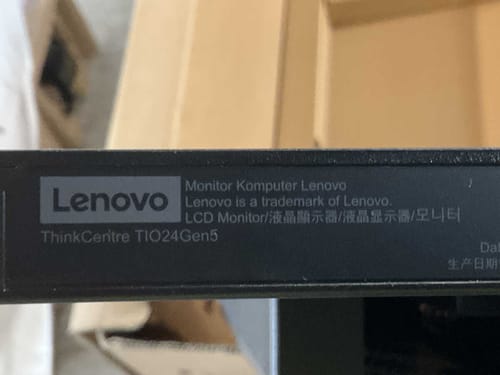 Lenovo
Monitor Komputer Lenovo
Lenovo is a trademark of Lenovo.
LCD Monitor/液晶顯示器/液晶显示器/모니터
ThinkCentre TIO24Gen5
生产日期